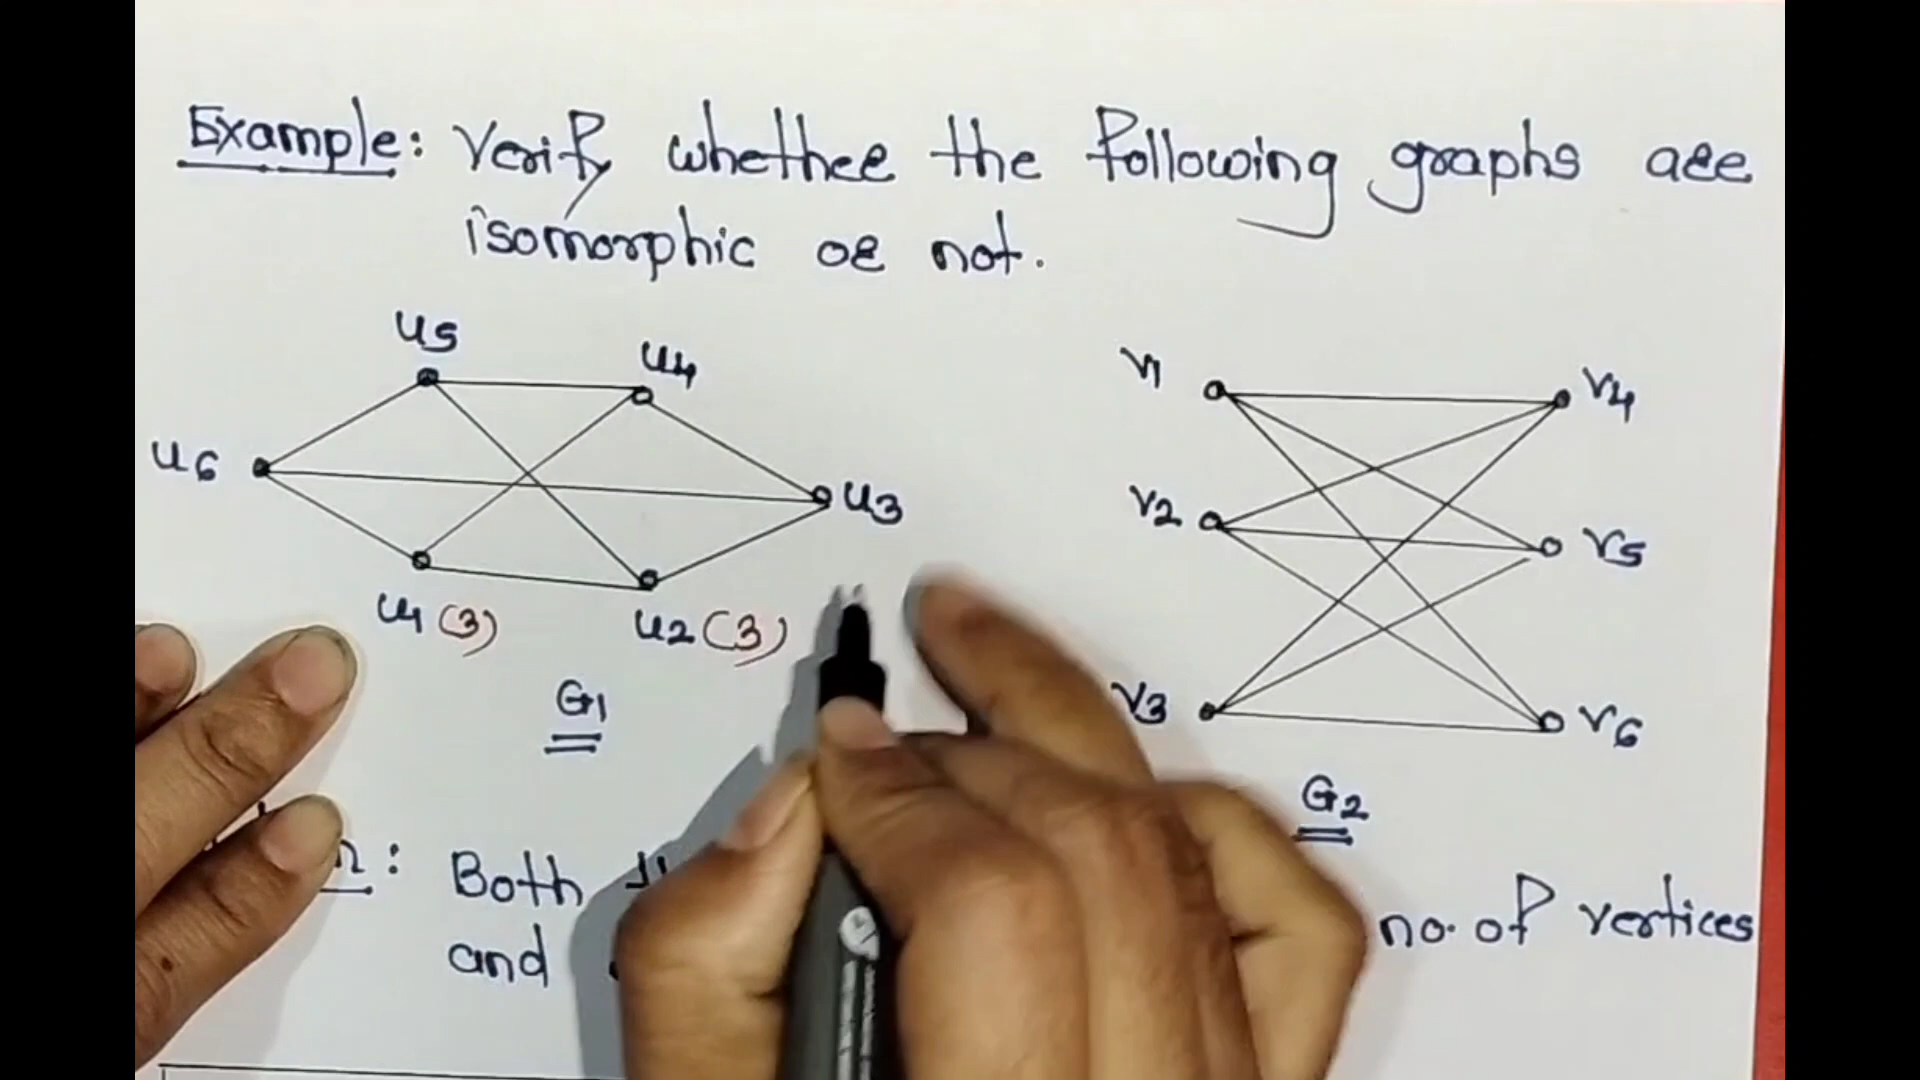 Example: Verify whether the following graphs are
isomorphic or not.
u5
u4
u6
u3
u1 (3)
u2 (3)
G1
v1
v4
v2
v5
v3
v6
G2
: Both no. of vertices
and